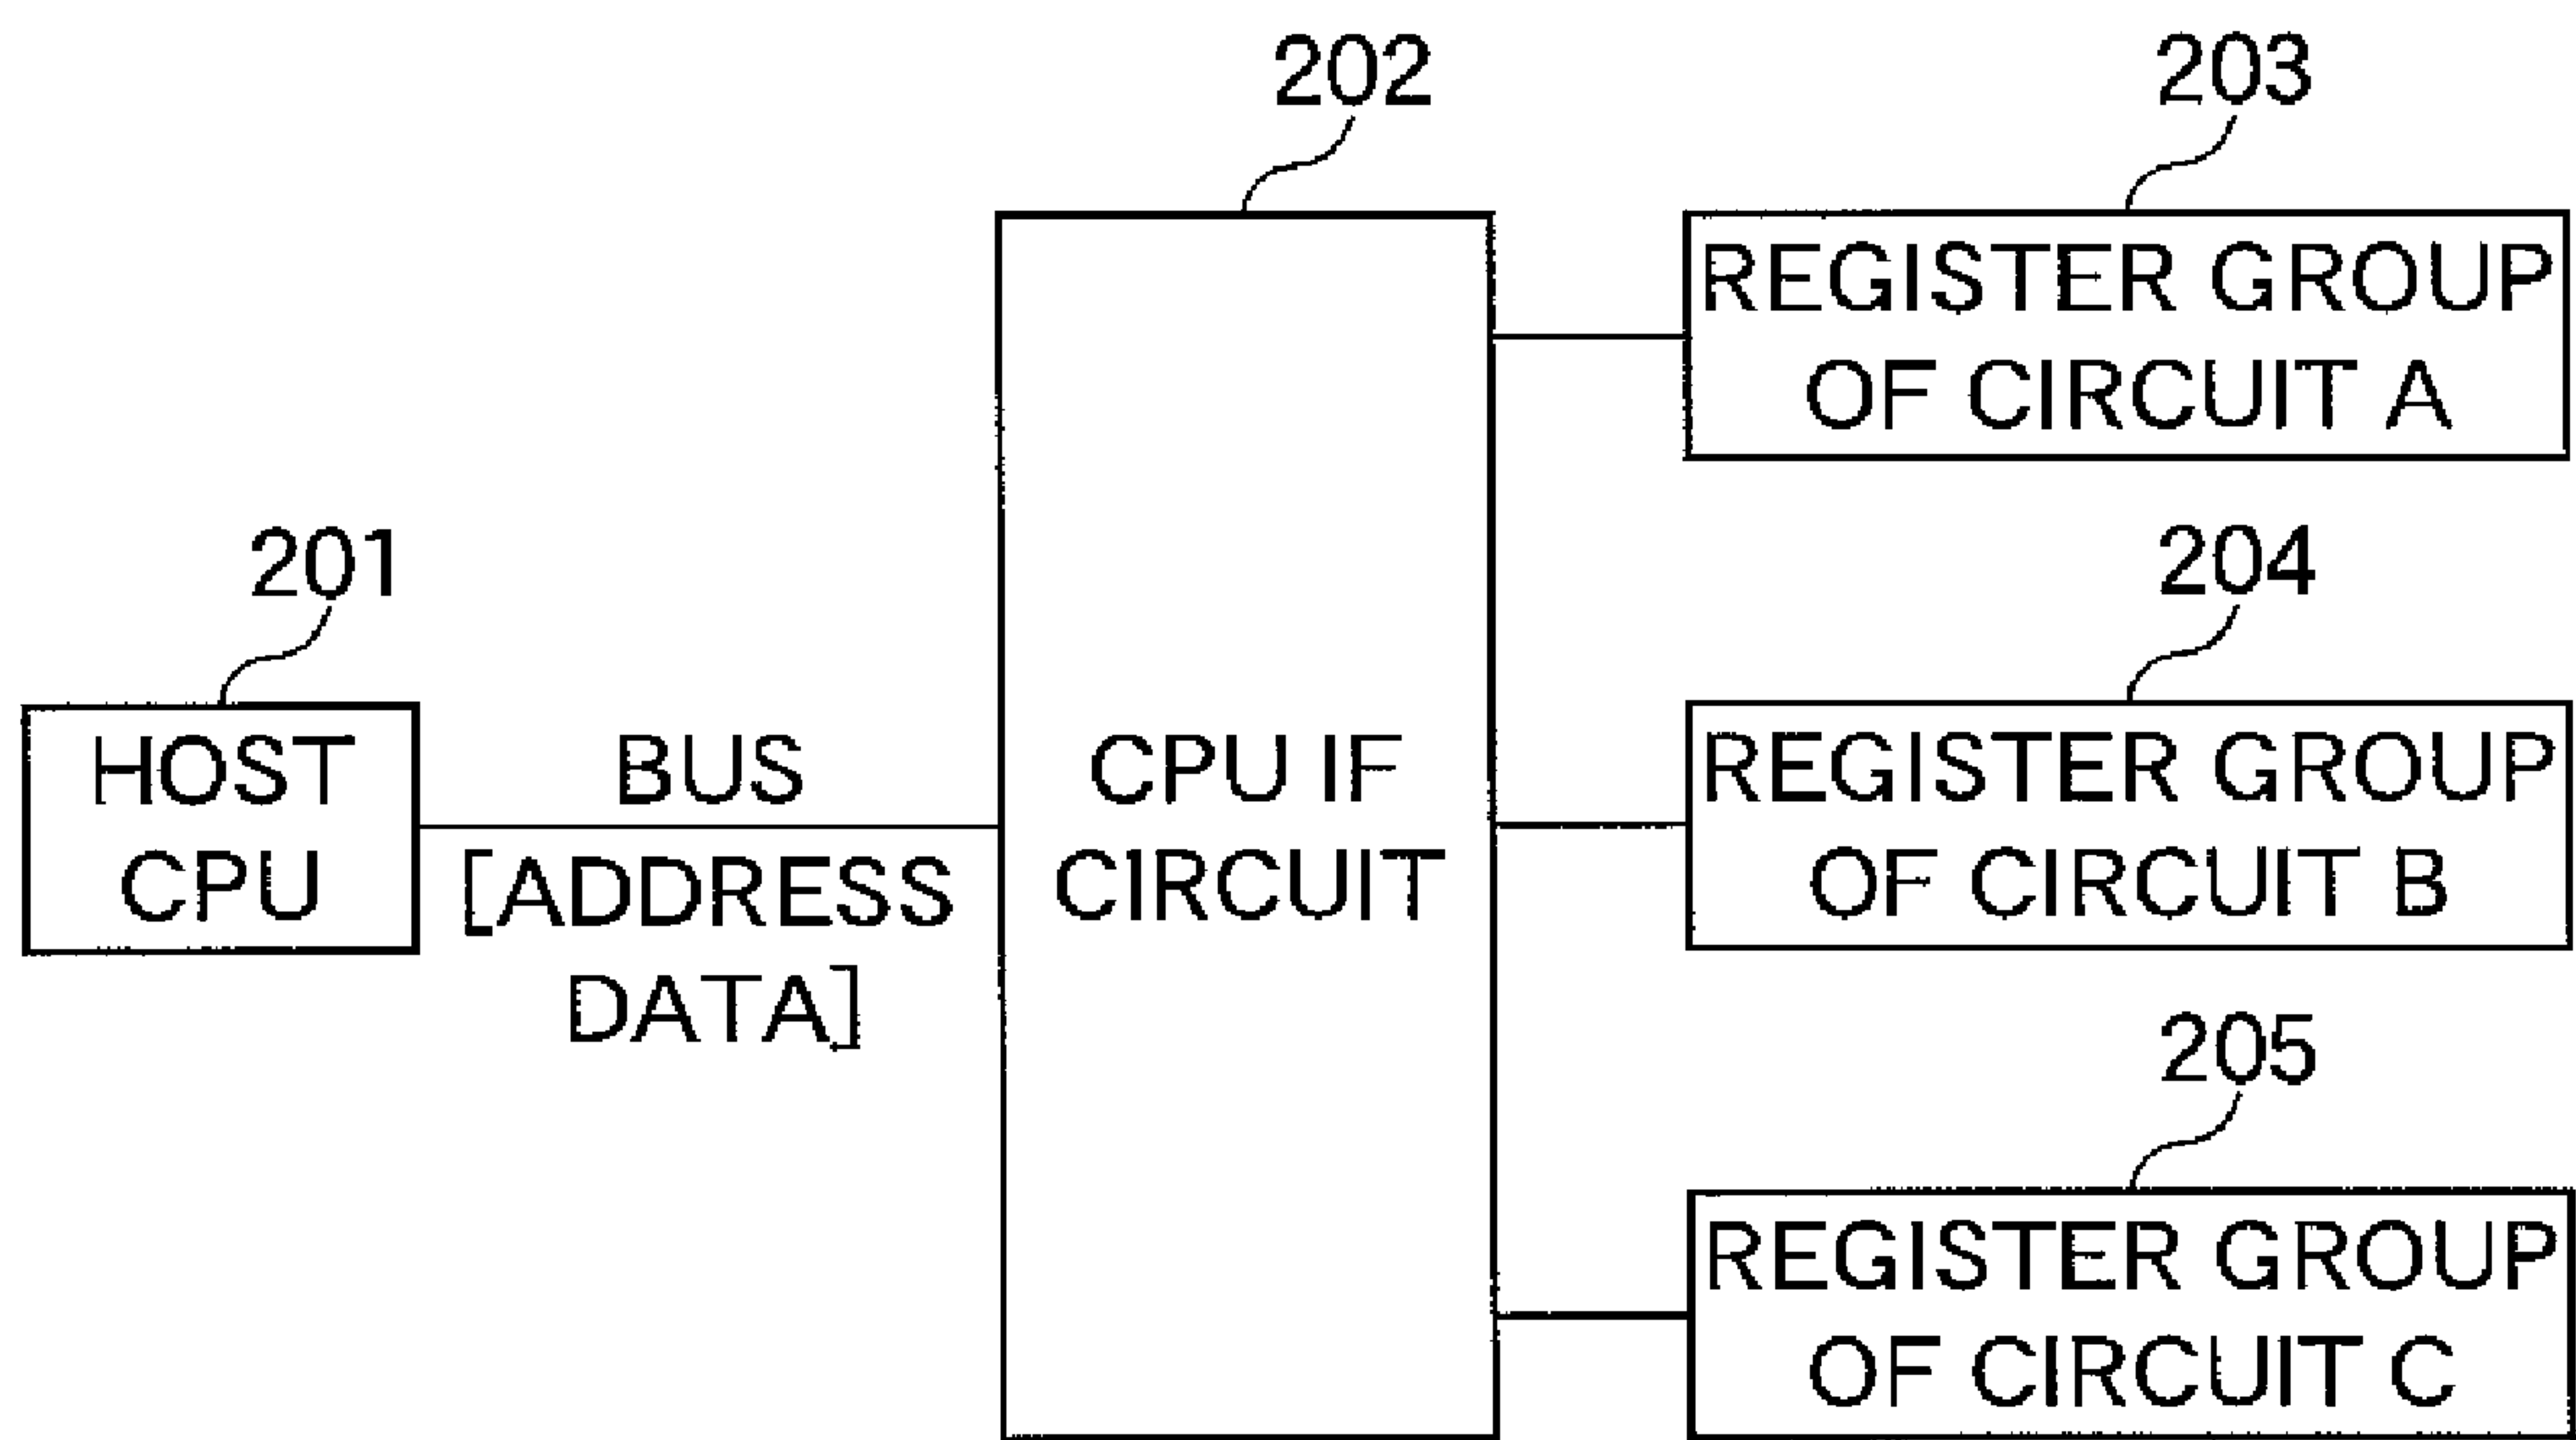 202
203
REGISTER GROUP
OF CIRCUIT A
201
204
HOST
CPU
BUS
[ADDRESS
DATA]
CPU IF
CIRCUIT
REGISTER GROUP
OF CIRCUIT B
205
REGISTER GROUP
OF CIRCUIT C